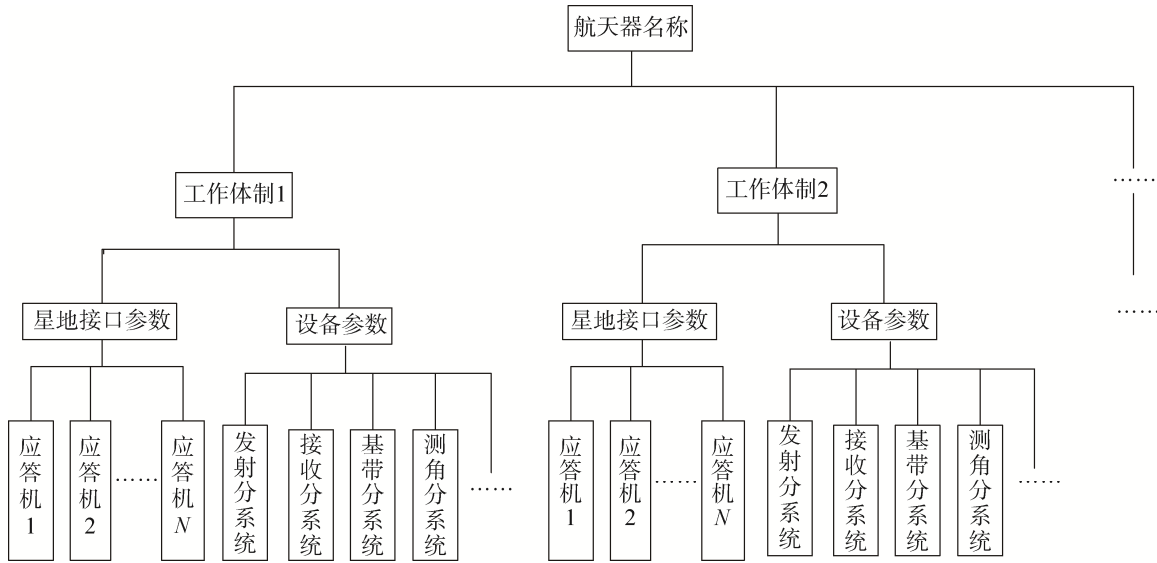 航天器名称
工作体制1
工作体制2
……
星地接口参数
设备参数
星地接口参数
设备参数
……
应答机1
应答机2
……
应答机N
发射分系统
接收分系统
基带分系统
测角分系统
……
应答机1
应答机2
……
应答机N
发射分系统
接收分系统
基带分系统
测角分系统
……